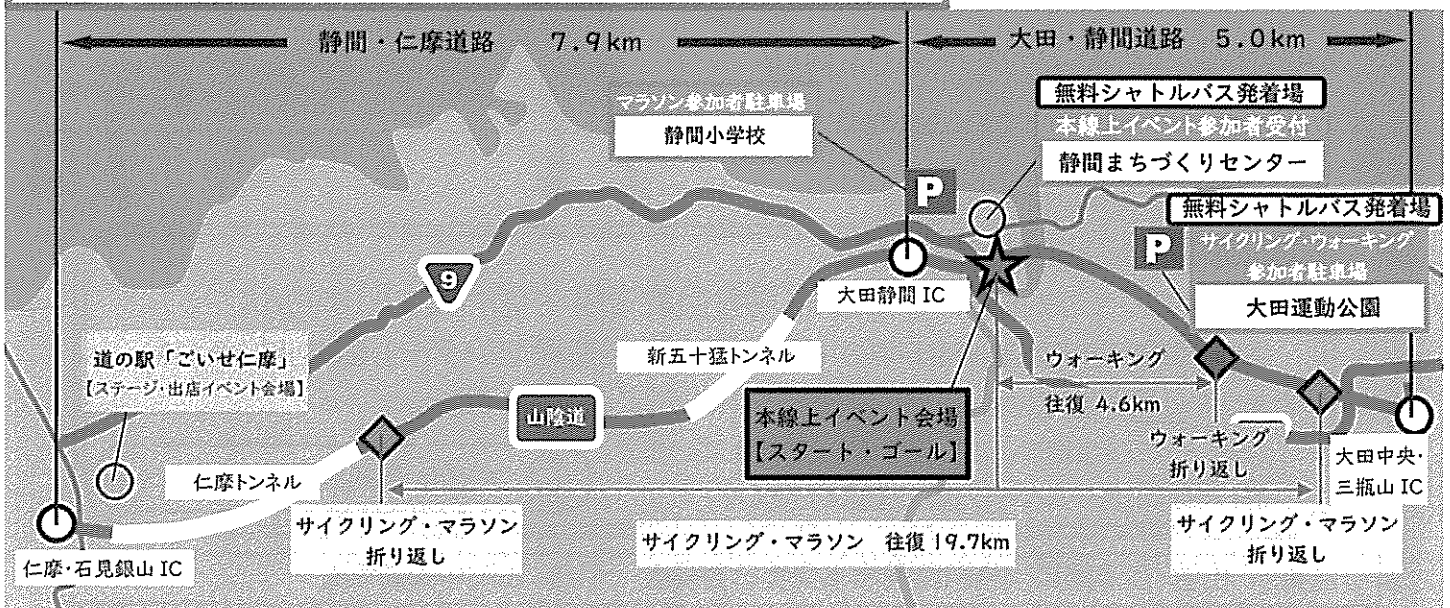 静間・仁摩道路 7.9km
大田・静間道路 5.0km
マラソン参加者駐車場
静間小学校
無料シャトルバス発着場
本線上イベント参加者受付
静間まちづくりセンター
P
無料シャトルバス発着場
P
サイクリング・ウォーキング
参加者駐車場
大田運動公園
9
大田静間 IC
道の駅「ごいせ仁摩」
【ステージ・出店イベント会場】
新五十猛トンネル
ウォーキング
往復 4.6km
山陰道
本線上イベント会場
【スタート・ゴール】
ウォーキング
折り返し
大田中央・
三瓶山 IC
仁摩トンネル
サイクリング・マラソン
折り返し
サイクリング・マラソン 往復 19.7km
サイクリング・マラソン
折り返し
仁摩・石見銀山 IC